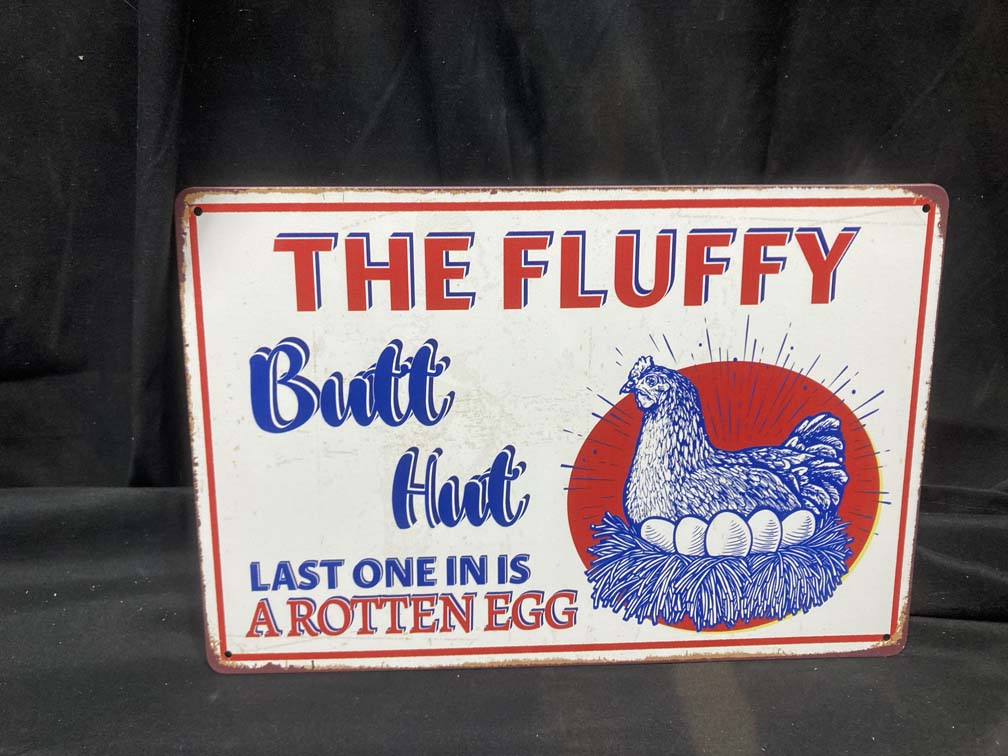 THE FLUFFY
Butt
Hut
LAST ONE IN IS
A ROTTEN EGG